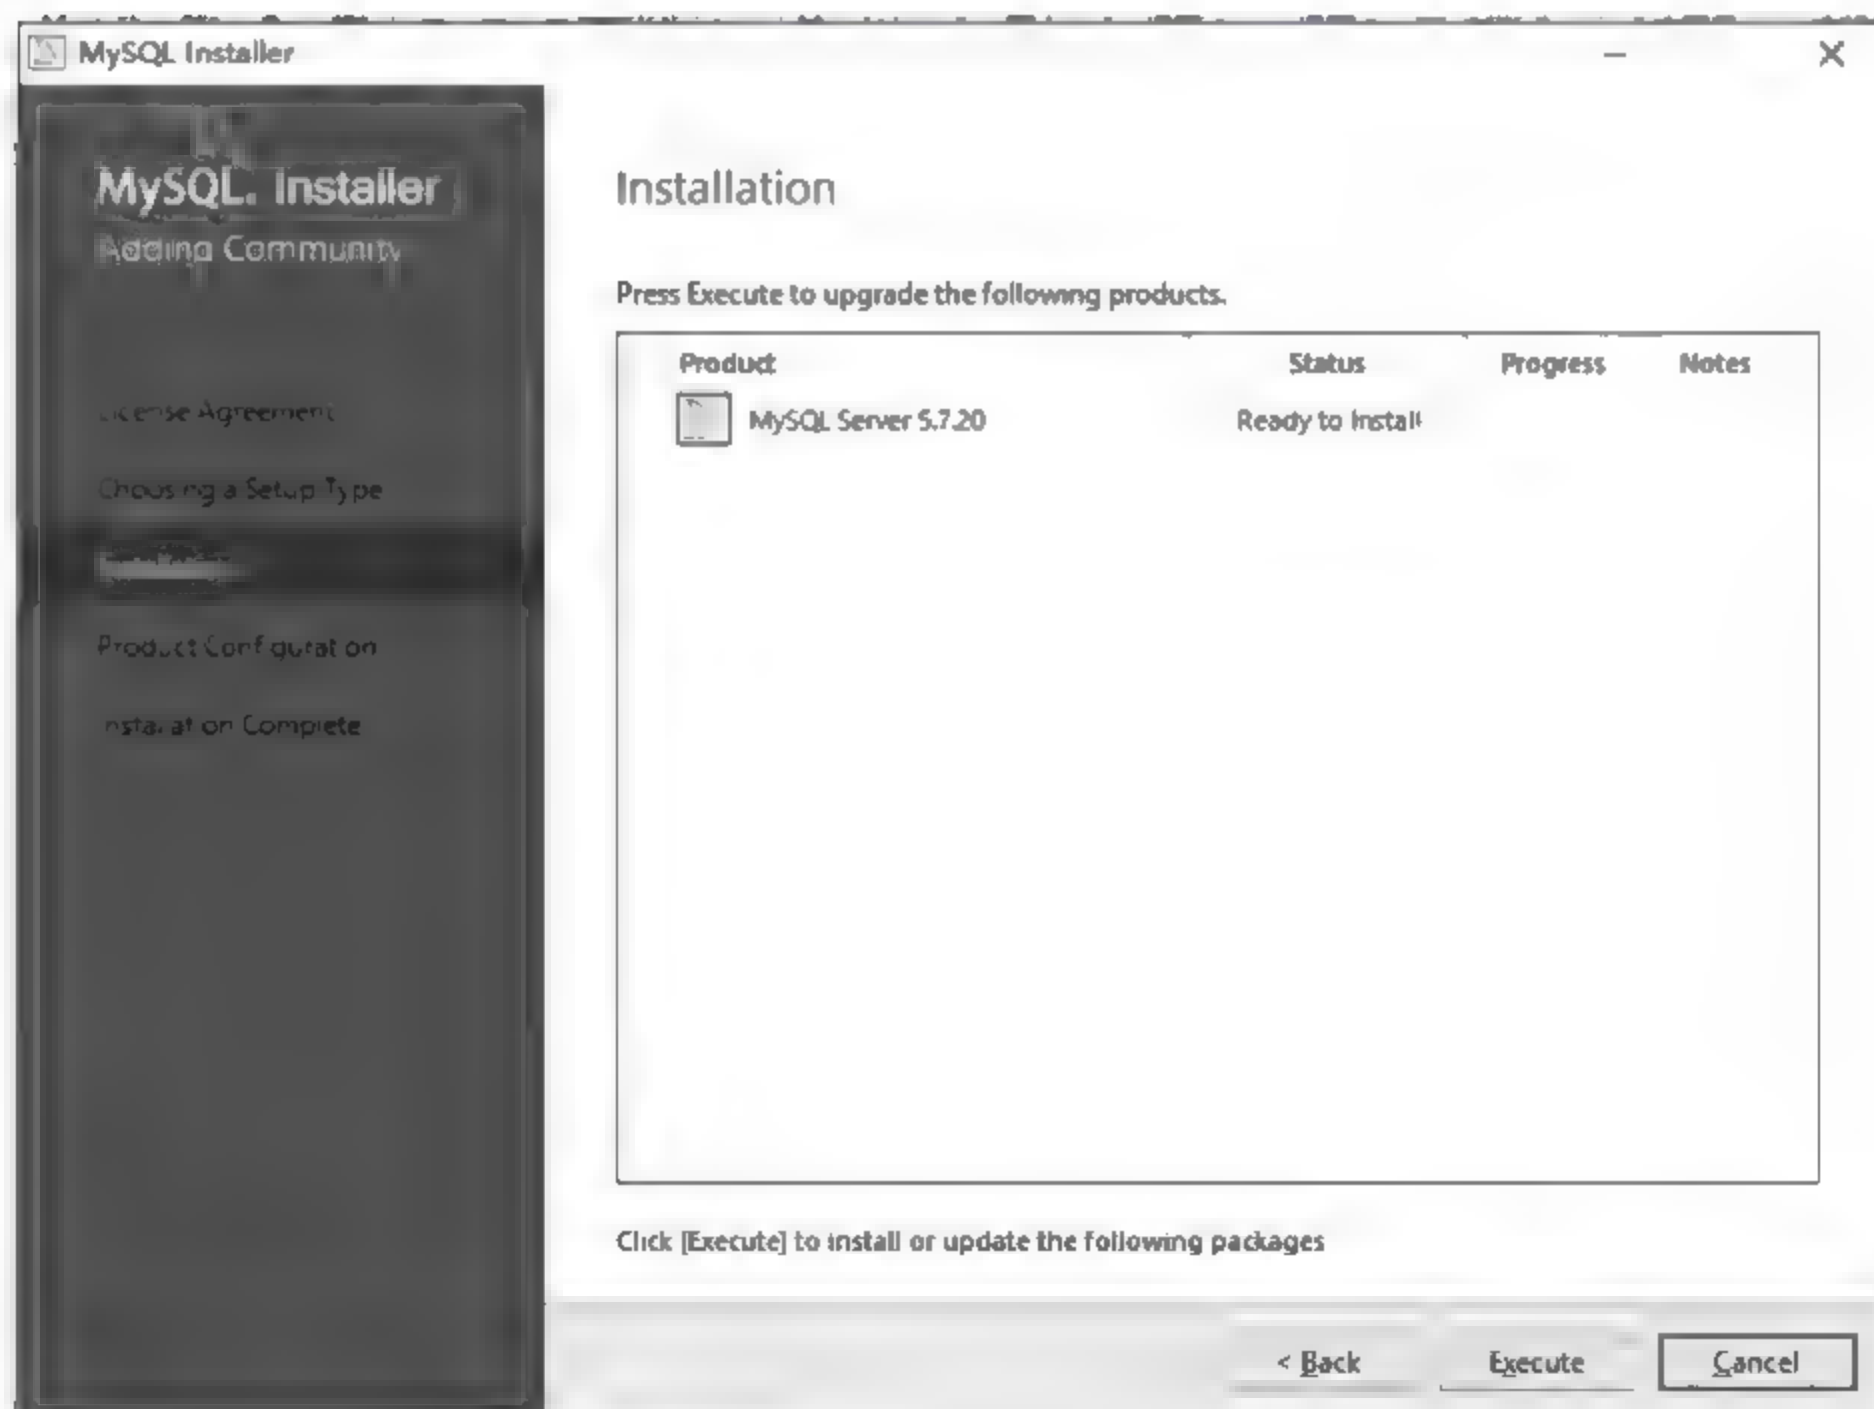 MySQL Installer
MySQL. Installer
Adding Community
License Agreement
Choosing a Setup Type
Product Configuration
Installation Complete
Installation
Press Execute to upgrade the following products.
Product Status Progress Notes
MySQL Server 5.7.20 Ready to Install
Click [Execute] to install or update the following packages
< Back Execute Cancel